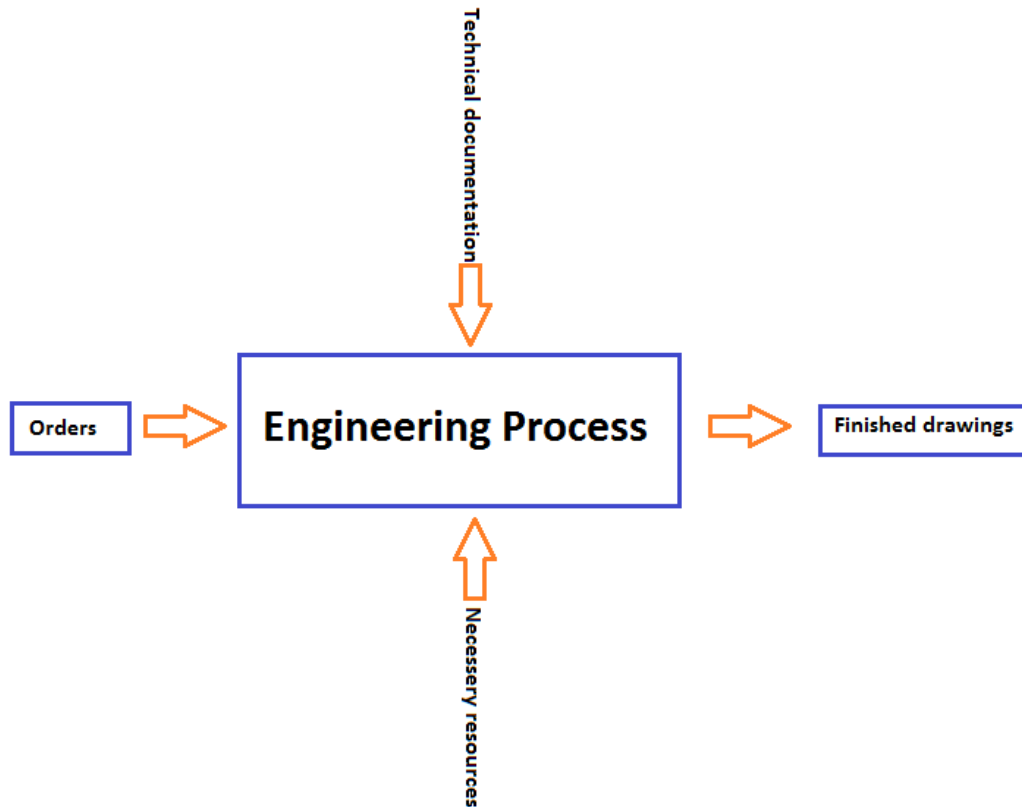 Technical documentation
Orders
Engineering Process
Finished drawings
Necessery resources